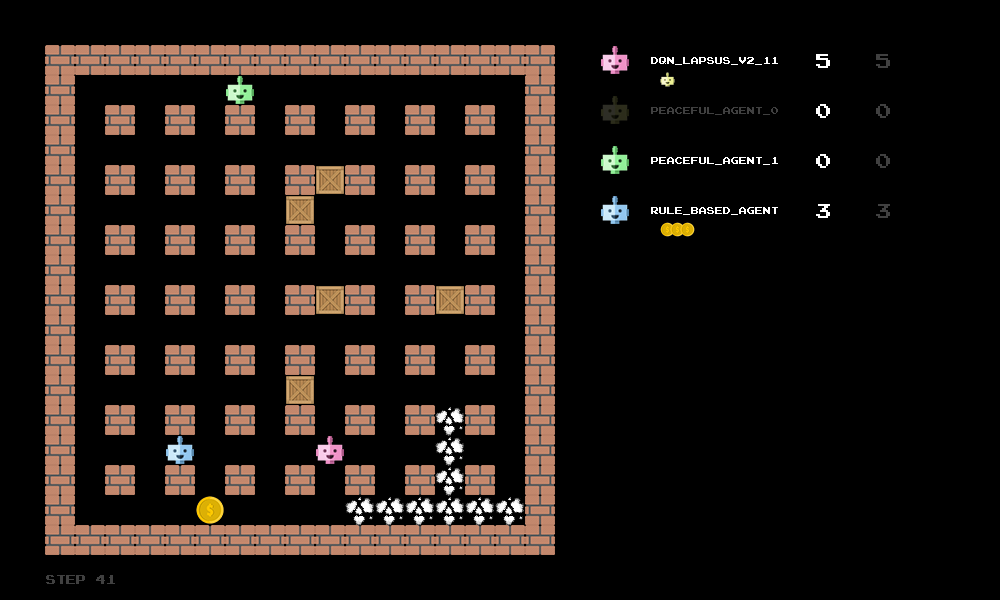 DQN_LAPSUS_V2_11 5 5
PEACEFUL_AGENT_0 0 0
PEACEFUL_AGENT_1 0 0
RULE_BASED_AGENT 3 3
STEP 41